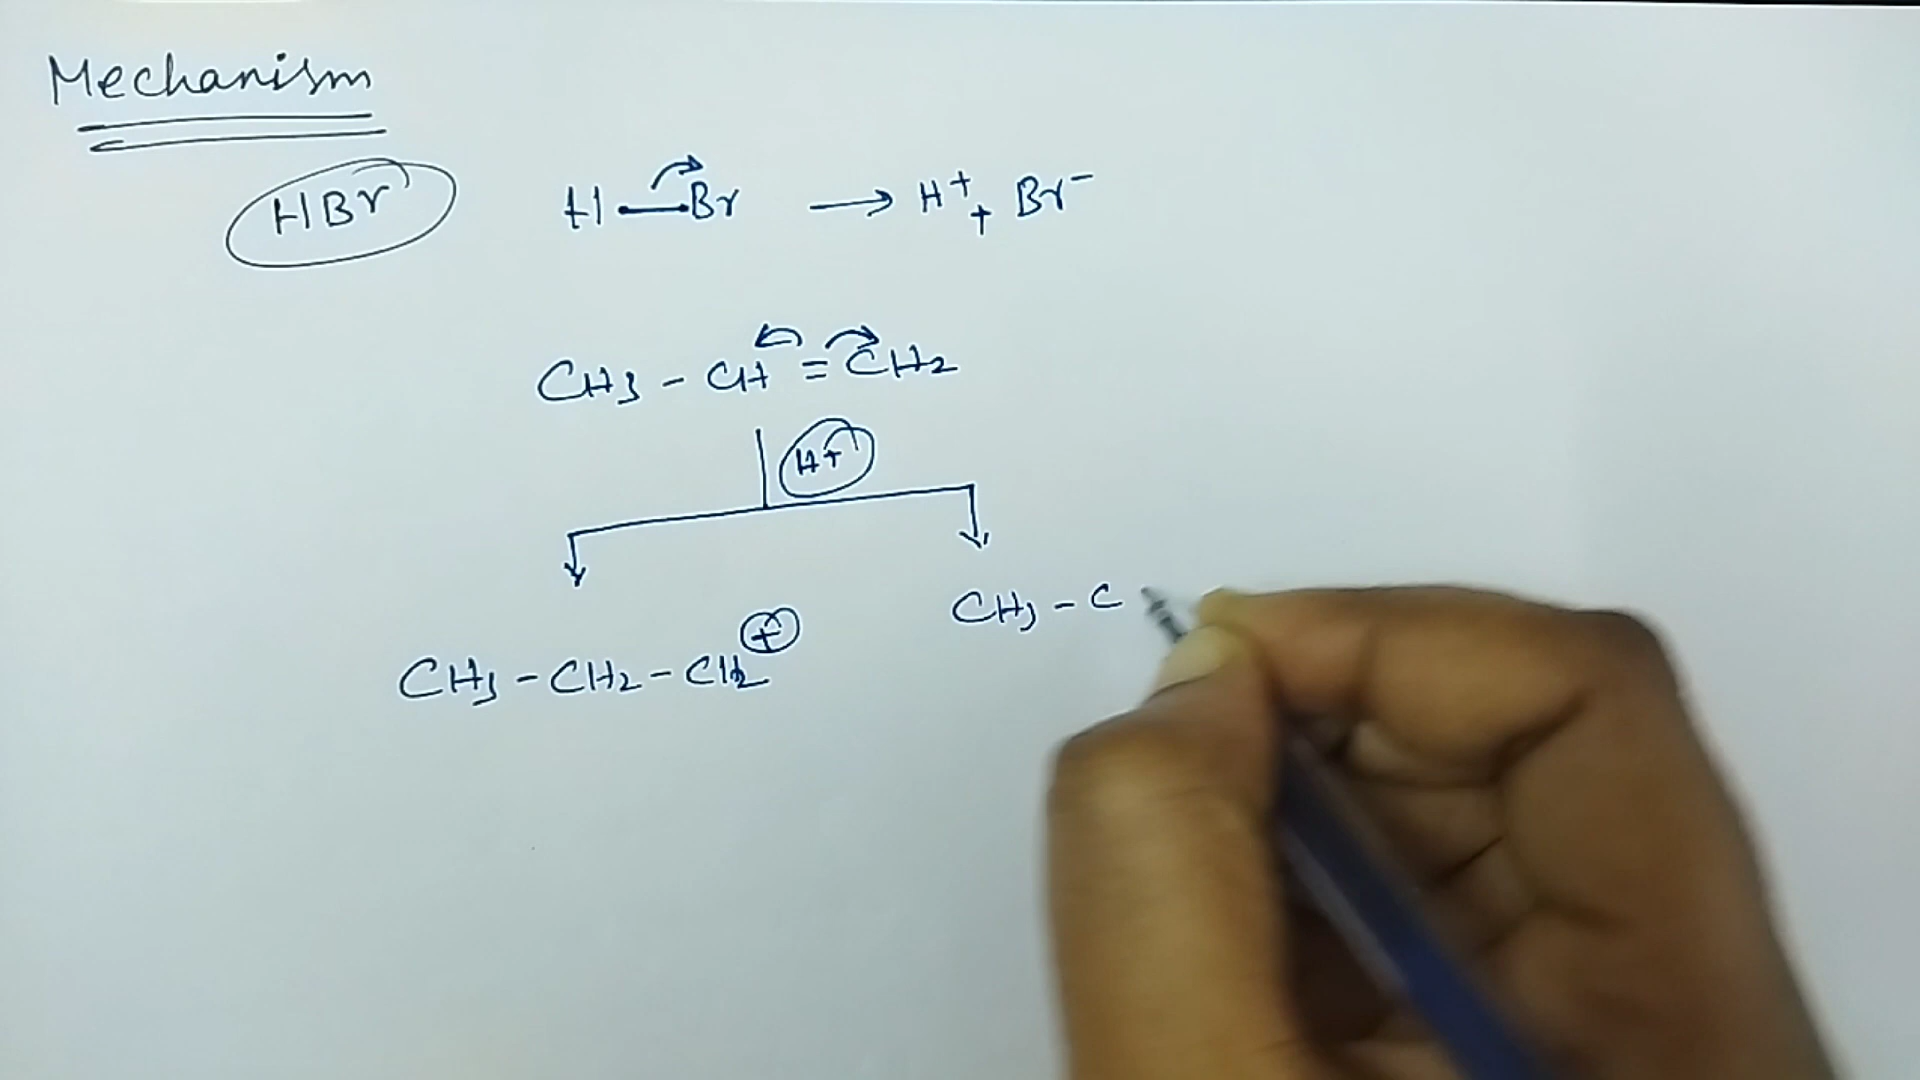 Mechanism
HBr H—Br → H⁺ + Br⁻
CH₃ - CH = CH₂
H⁺
CH₃ - C
CH₃ - CH₂ - CH₂ ⊕